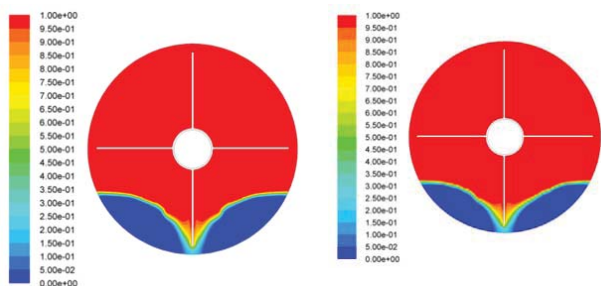 1.00e+00
9.50e-01
9.00e-01
8.50e-01
8.00e-01
7.50e-01
7.00e-01
6.50e-01
6.00e-01
5.50e-01
5.00e-01
4.50e-01
4.00e-01
3.50e-01
3.00e-01
2.50e-01
2.00e-01
1.50e-01
1.00e-01
5.00e-02
0.00e+00
1.00e+00
9.50e-01
9.00e-01
8.50e-01
8.00e-01
7.50e-01
7.00e-01
6.50e-01
6.00e-01
5.50e-01
5.00e-01
4.50e-01
4.00e-01
3.50e-01
3.00e-01
2.50e-01
2.00e-01
1.50e-01
1.00e-01
5.00e-02
0.00e+00